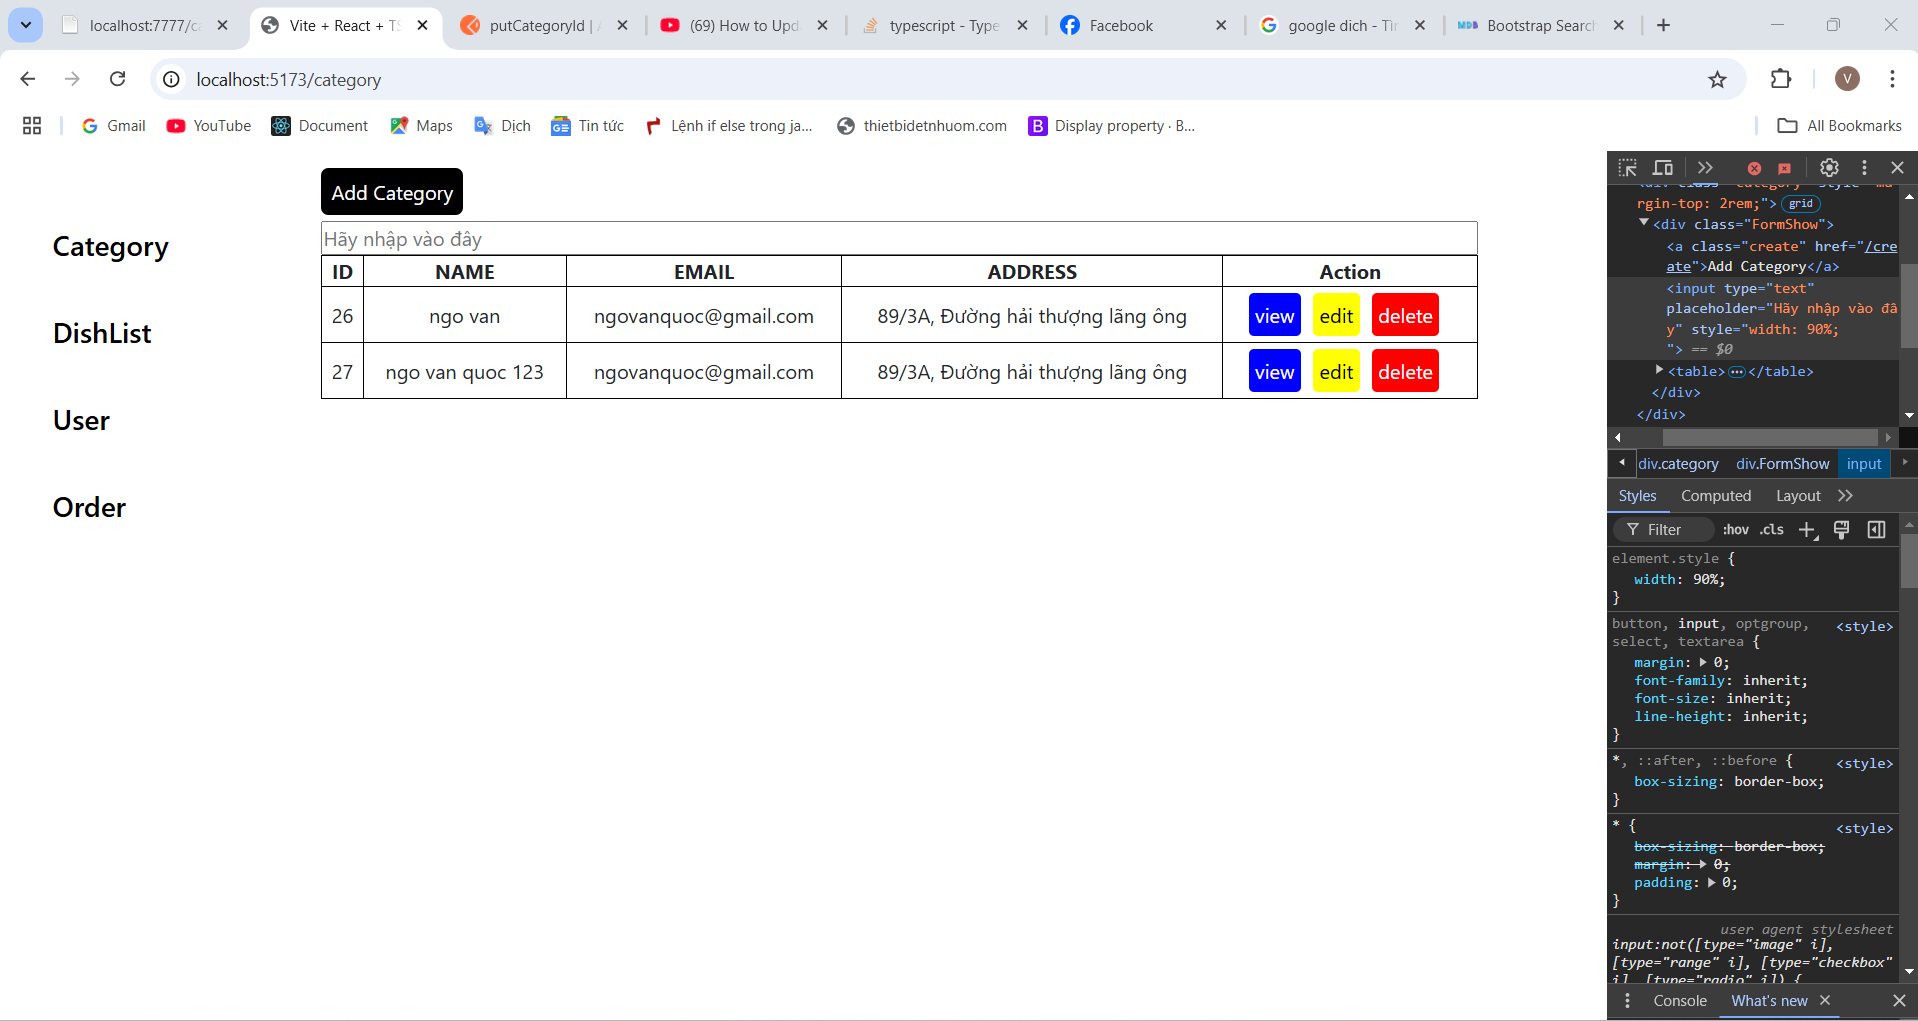 localhost:7777/ca
Vite + React + TS
putCategoryId | A
(69) How to Upd
typescript - Type
Facebook
google dich - Tìn
MDB Bootstrap Search
localhost:5173/category
V
Gmail
YouTube
Document
Maps
Dịch
Tin tức
Lệnh if else trong ja...
thietbidetnhuom.com
B Display property · B...
All Bookmarks
Category
DishList
User
Order
Add Category
Hãy nhập vào đây
ID NAME EMAIL ADDRESS Action
26 ngo van ngovanquoc@gmail.com 89/3A, Đường hải thượng lãng ông view edit delete
27 ngo van quoc 123 ngovanquoc@gmail.com 89/3A, Đường hải thượng lãng ông view edit delete
rgin-top: 2rem;"> grid
<div class="FormShow">
<a class="create" href="/cre
ate">Add Category</a>
<input type="text"
placeholder="Hãy nhập vào đâ
y" style="width: 90%;
"> == $0
<table> ••• </table>
</div>
</div>
div.category div.FormShow input
Styles Computed Layout
Filter :hov .cls
element.style {
width: 90%;
}
button, input, optgroup, <style>
select, textarea {
margin: 0;
font-family: inherit;
font-size: inherit;
line-height: inherit;
}
*, ::after, ::before { <style>
box-sizing: border-box;
}
* { <style>
box-sizing: border-box;
margin: 0;
padding: 0;
}
user agent stylesheet
input:not([type="image" i],
[type="range" i], [type="checkbox"
i], [type="radio" i]) {
Console What's new